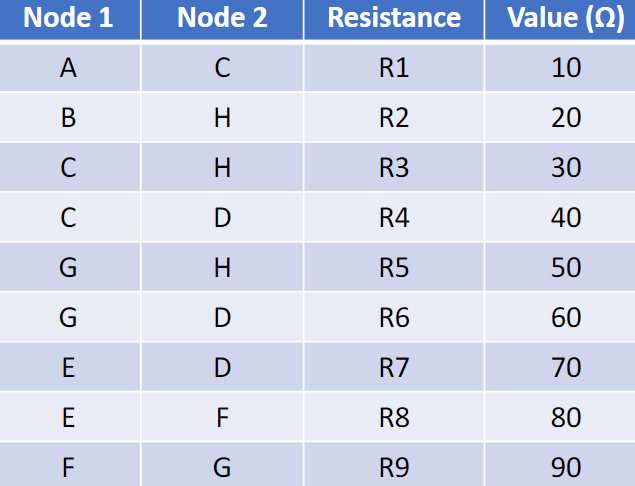 Node 1 Node 2 Resistance Value (Ω)
A C R1 10
B H R2 20
C H R3 30
C D R4 40
G H R5 50
G D R6 60
E D R7 70
E F R8 80
F G R9 90